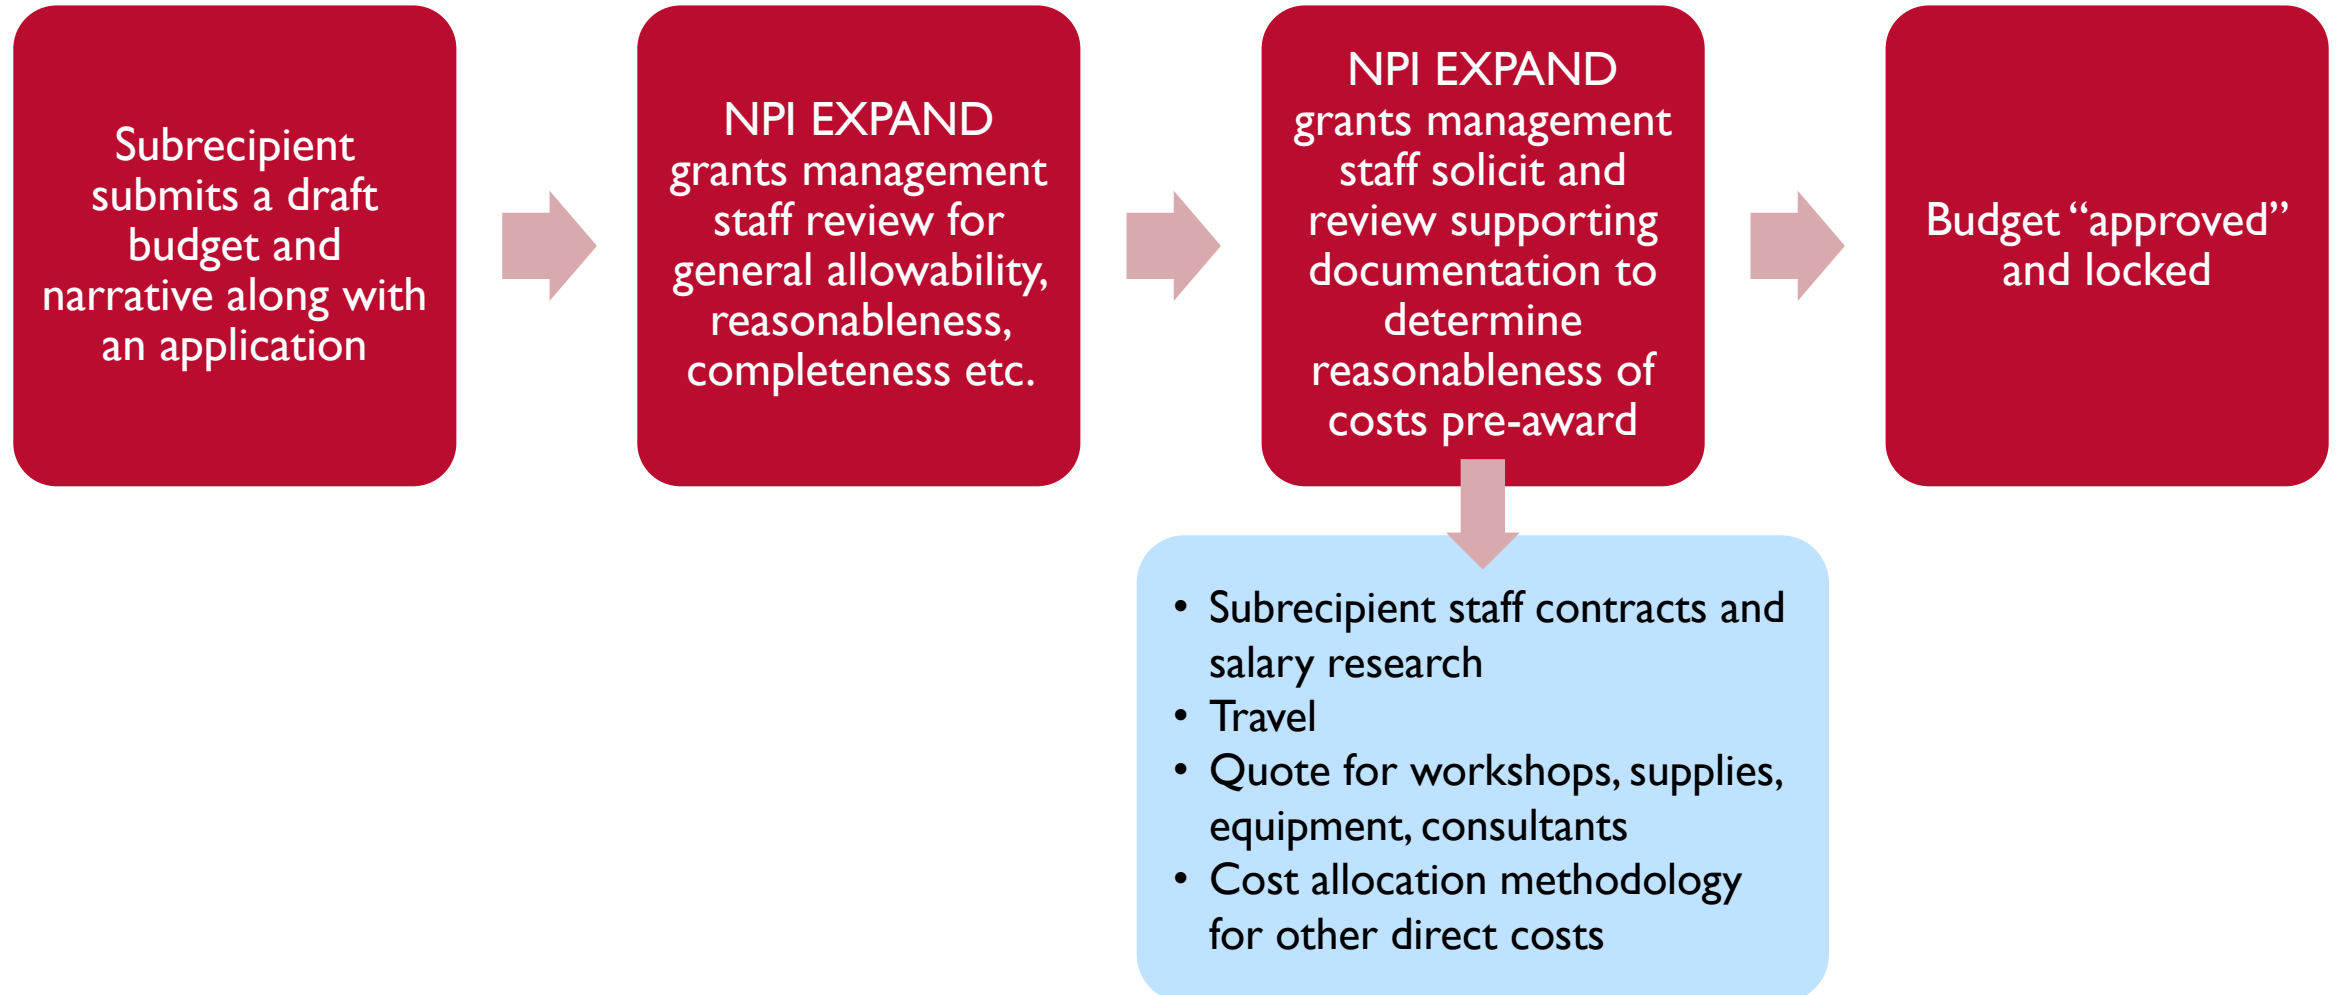 Subrecipient
submits a draft
budget and
narrative along with
an application
NPI EXPAND
grants management
staff review for
general allowability,
reasonableness,
completeness etc.
NPI EXPAND
grants management
staff solicit and
review supporting
documentation to
determine
reasonableness of
costs pre-award
Budget “approved”
and locked
• Subrecipient staff contracts and
salary research
• Travel
• Quote for workshops, supplies,
equipment, consultants
• Cost allocation methodology
for other direct costs